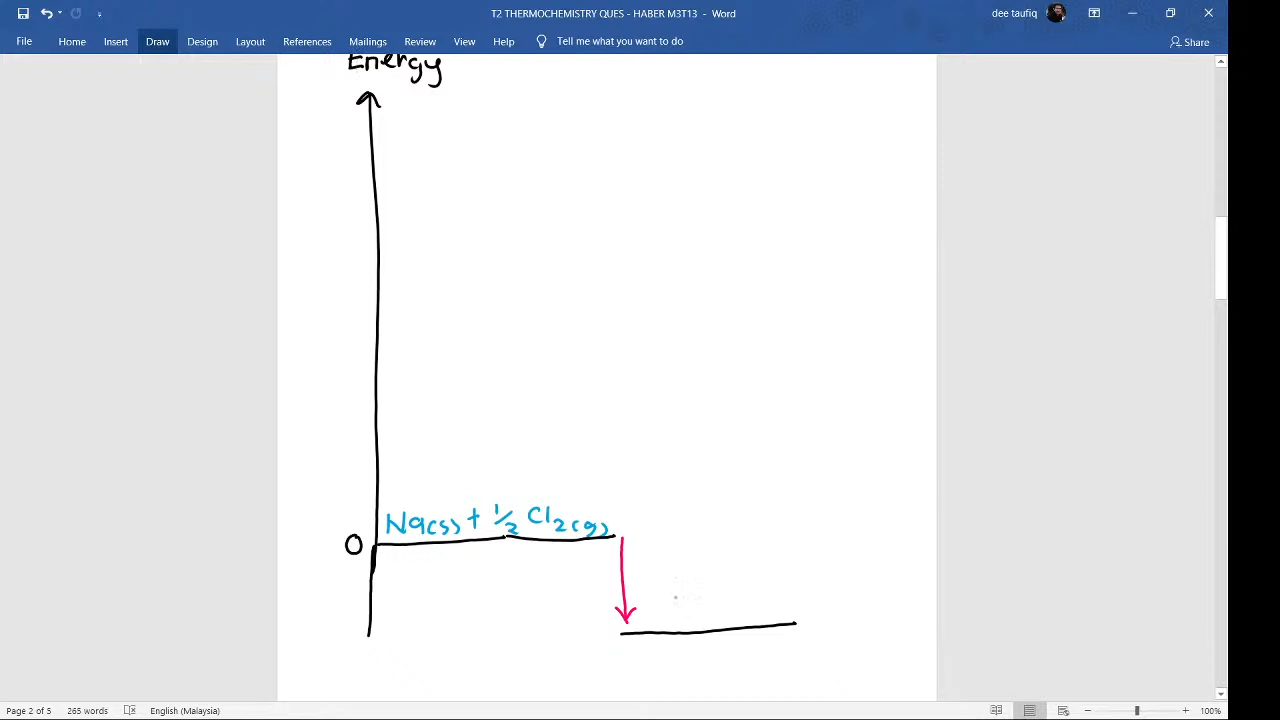 T2 THERMOCHEMISTRY QUES - HABER M3T13 - Word
dee taufiq
File Home Insert Draw Design Layout References Mailings Review View Help Tell me what you want to do Share
Energy
Na(s) + 1/2 Cl2(g)
0
Page 2 of 5 265 words English (Malaysia) 100%